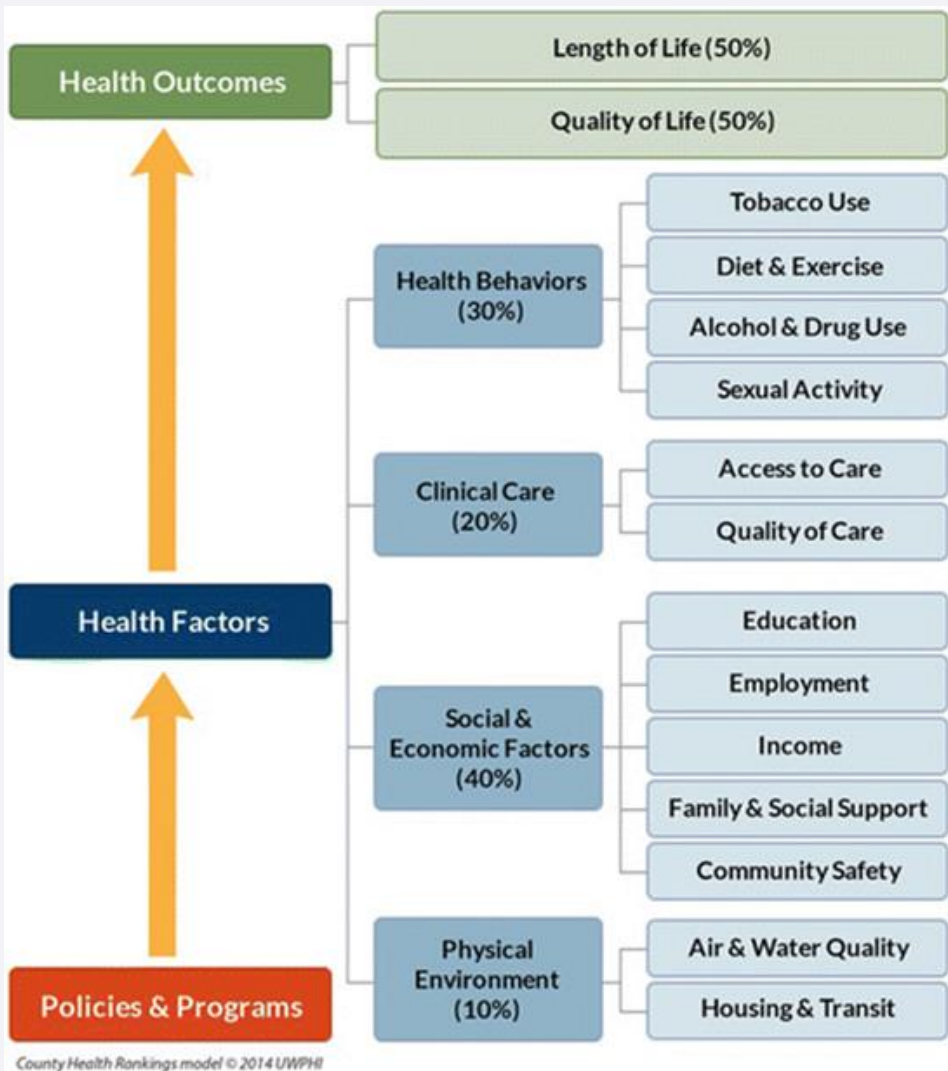 Health Outcomes
Length of Life (50%)
Quality of Life (50%)
Health Factors
Health Behaviors
(30%)
Tobacco Use
Diet & Exercise
Alcohol & Drug Use
Sexual Activity
Clinical Care
(20%)
Access to Care
Quality of Care
Social &
Economic Factors
(40%)
Education
Employment
Income
Family & Social Support
Community Safety
Physical
Environment
(10%)
Air & Water Quality
Housing & Transit
Policies & Programs
County Health Rankings model © 2014 UWPHI